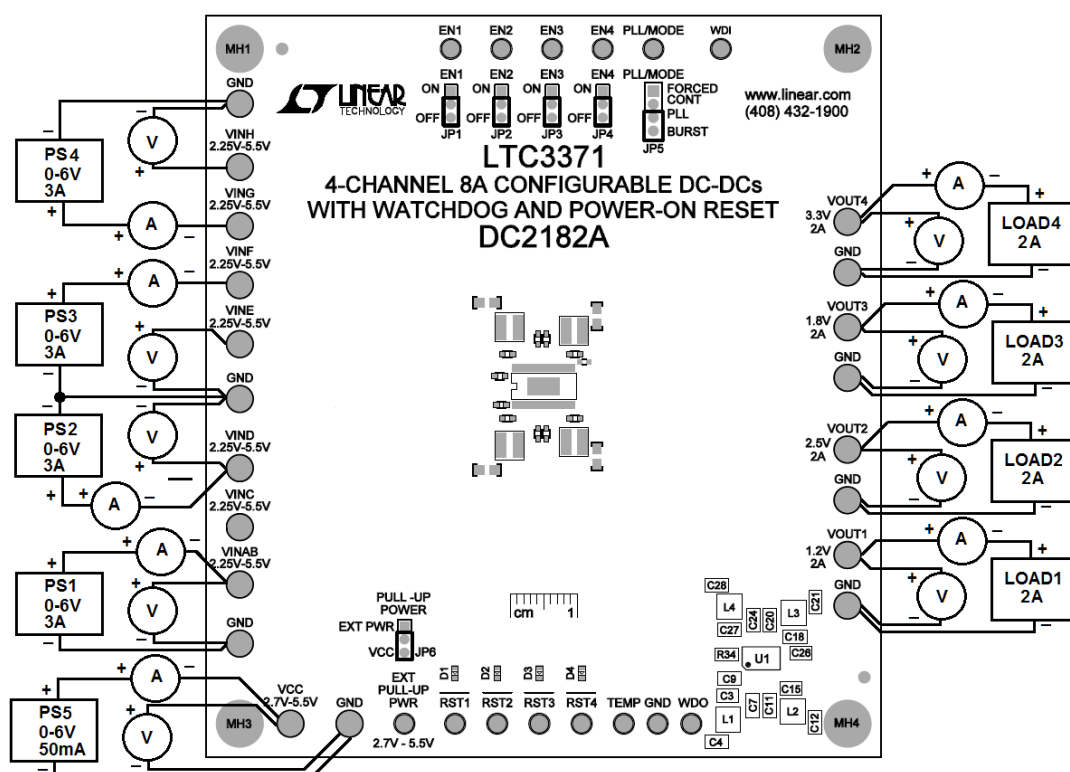 MH1
EN1 EN2 EN3 EN4 PLL/MODE WDI
MH2
EN1 EN2 EN3 EN4 PLL/MODE
ON ON ON ON FORCED
CONT
PLL
OFF OFF OFF OFF BURST
JP1 JP2 JP3 JP4 JP5
LINEAR
TECHNOLOGY
www.linear.com
(408) 432-1900
LTC3371
4-CHANNEL 8A CONFIGURABLE DC-DCs
WITH WATCHDOG AND POWER-ON RESET
DC2182A
GND
– –
V
PS4
0-6V
3A
+ +
VINH
2.25V-5.5V
VING
2.25V-5.5V
+ A –
VINF
2.25V-5.5V
+ + A –
PS3
0-6V
3A
–
VINE
2.25V-5.5V
+
V
–
GND
–
PS2
0-6V
3A
+
–
V
+
VIND
2.25V-5.5V
+ A –
VINC
2.25V-5.5V
+ A –
VINAB
2.25V-5.5V
+
PS1
0-6V
3A
–
+
V
–
GND
+ A –
+
PS5
0-6V
50mA
–
+
V
–
VCC
2.7V-5.5V
GND
MH3
PULL -UP
POWER
EXT PWR
VCC JP6
EXT
PULL-UP
PWR
2.7V - 5.5V
cm 1
D1 D2 D3 D4
RST1 RST2 RST3 RST4 TEMP GND WDO
VOUT4
3.3V
2A
GND
+ A –
+
V
–
+
LOAD4
2A
–
VOUT3
1.8V
2A
GND
+ A –
+
V
–
+
LOAD3
2A
–
VOUT2
2.5V
2A
GND
+ A –
+
V
–
+
LOAD2
2A
–
VOUT1
1.2V
2A
GND
+ A –
+
V
–
+
LOAD1
2A
–
C28
L4 C24 C20 L3 C21
C27 C18
R34 U1 C26
C9
C3 C7 C11 C15
L1 L2 C12
C4
MH4